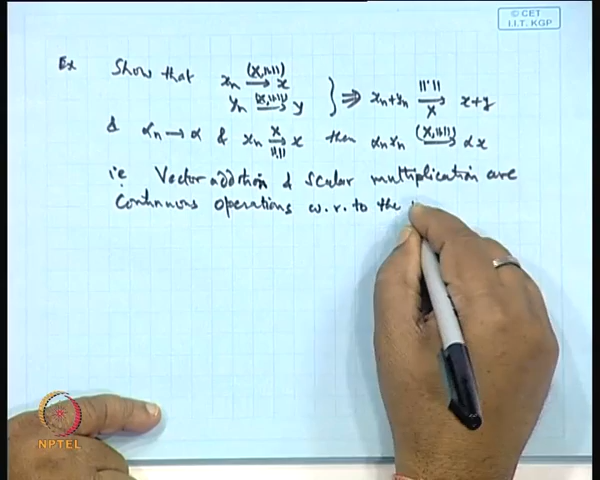 © CET
I.I.T. KGP
Ex Show that xₙ —(X,||·||)→ x
yₙ —(X,||·||)→ y } ⇒ xₙ+yₙ —||·||, X→ x+y
& αₙ → α & xₙ —X, ||·||→ x then αₙxₙ —(X,||·||)→ αx
i.e. Vector addition & scalar multiplication are
continuous operations w.r. to the
NPTEL